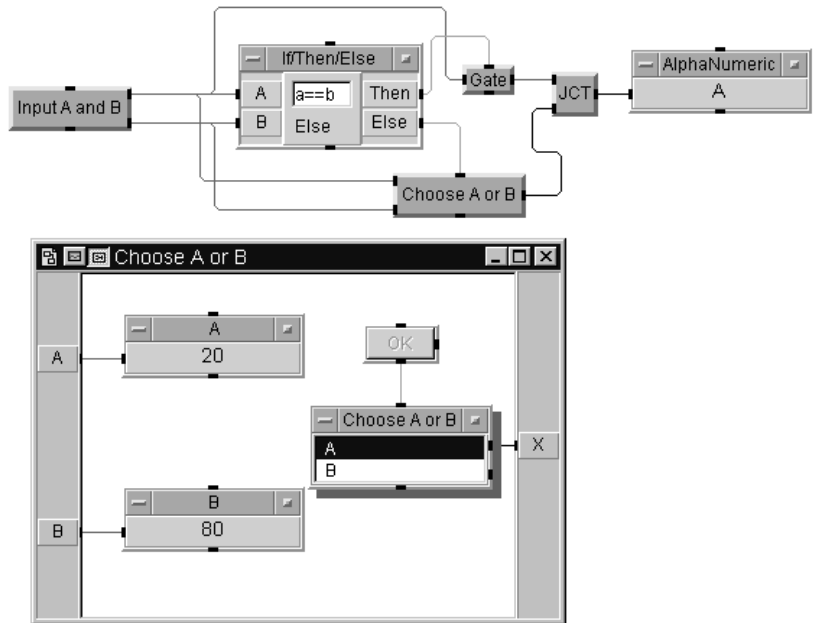 If/Then/Else
AlphaNumeric
Gate
Input A and B
A
a==b
Then
JCT
A
B
Else
Else
Choose A or B
Choose A or B
A
A
20
OK
Choose A or B
A
B
X
B
B
80